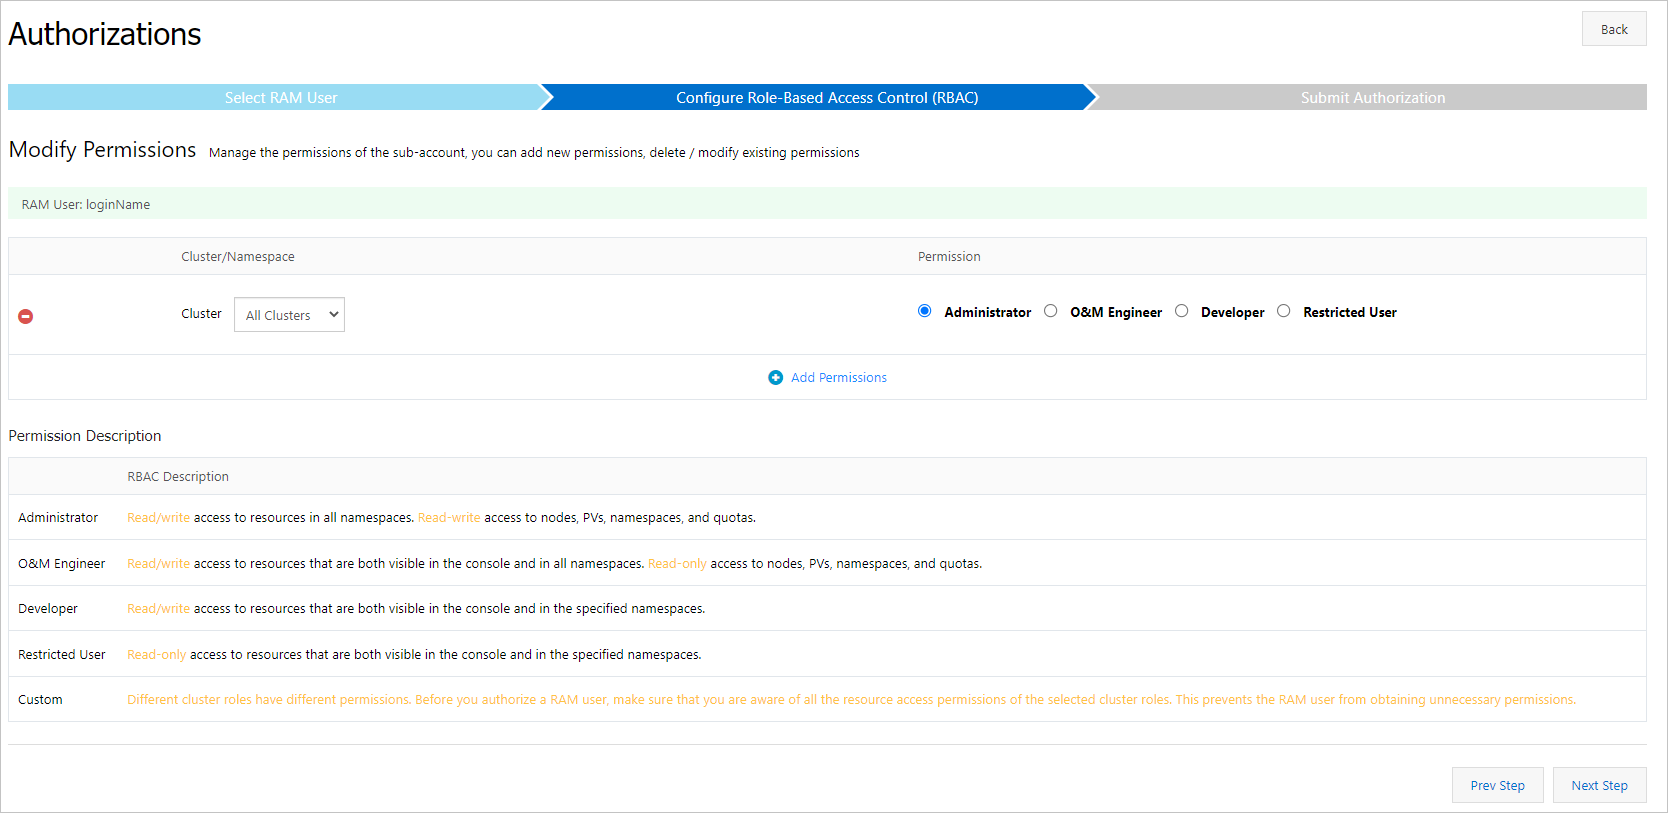 Authorizations
Back
Select RAM User
Configure Role-Based Access Control (RBAC)
Submit Authorization
Modify Permissions
Manage the permissions of the sub-account, you can add new permissions, delete / modify existing permissions
RAM User: loginName
Cluster/Namespace
Permission
Cluster
All Clusters
Administrator
O&M Engineer
Developer
Restricted User
Add Permissions
Permission Description
RBAC Description
Administrator
Read/write access to resources in all namespaces. Read-write access to nodes, PVs, namespaces, and quotas.
O&M Engineer
Read/write access to resources that are both visible in the console and in all namespaces. Read-only access to nodes, PVs, namespaces, and quotas.
Developer
Read/write access to resources that are both visible in the console and in the specified namespaces.
Restricted User
Read-only access to resources that are both visible in the console and in the specified namespaces.
Custom
Different cluster roles have different permissions. Before you authorize a RAM user, make sure that you are aware of all the resource access permissions of the selected cluster roles. This prevents the RAM user from obtaining unnecessary permissions.
Prev Step
Next Step